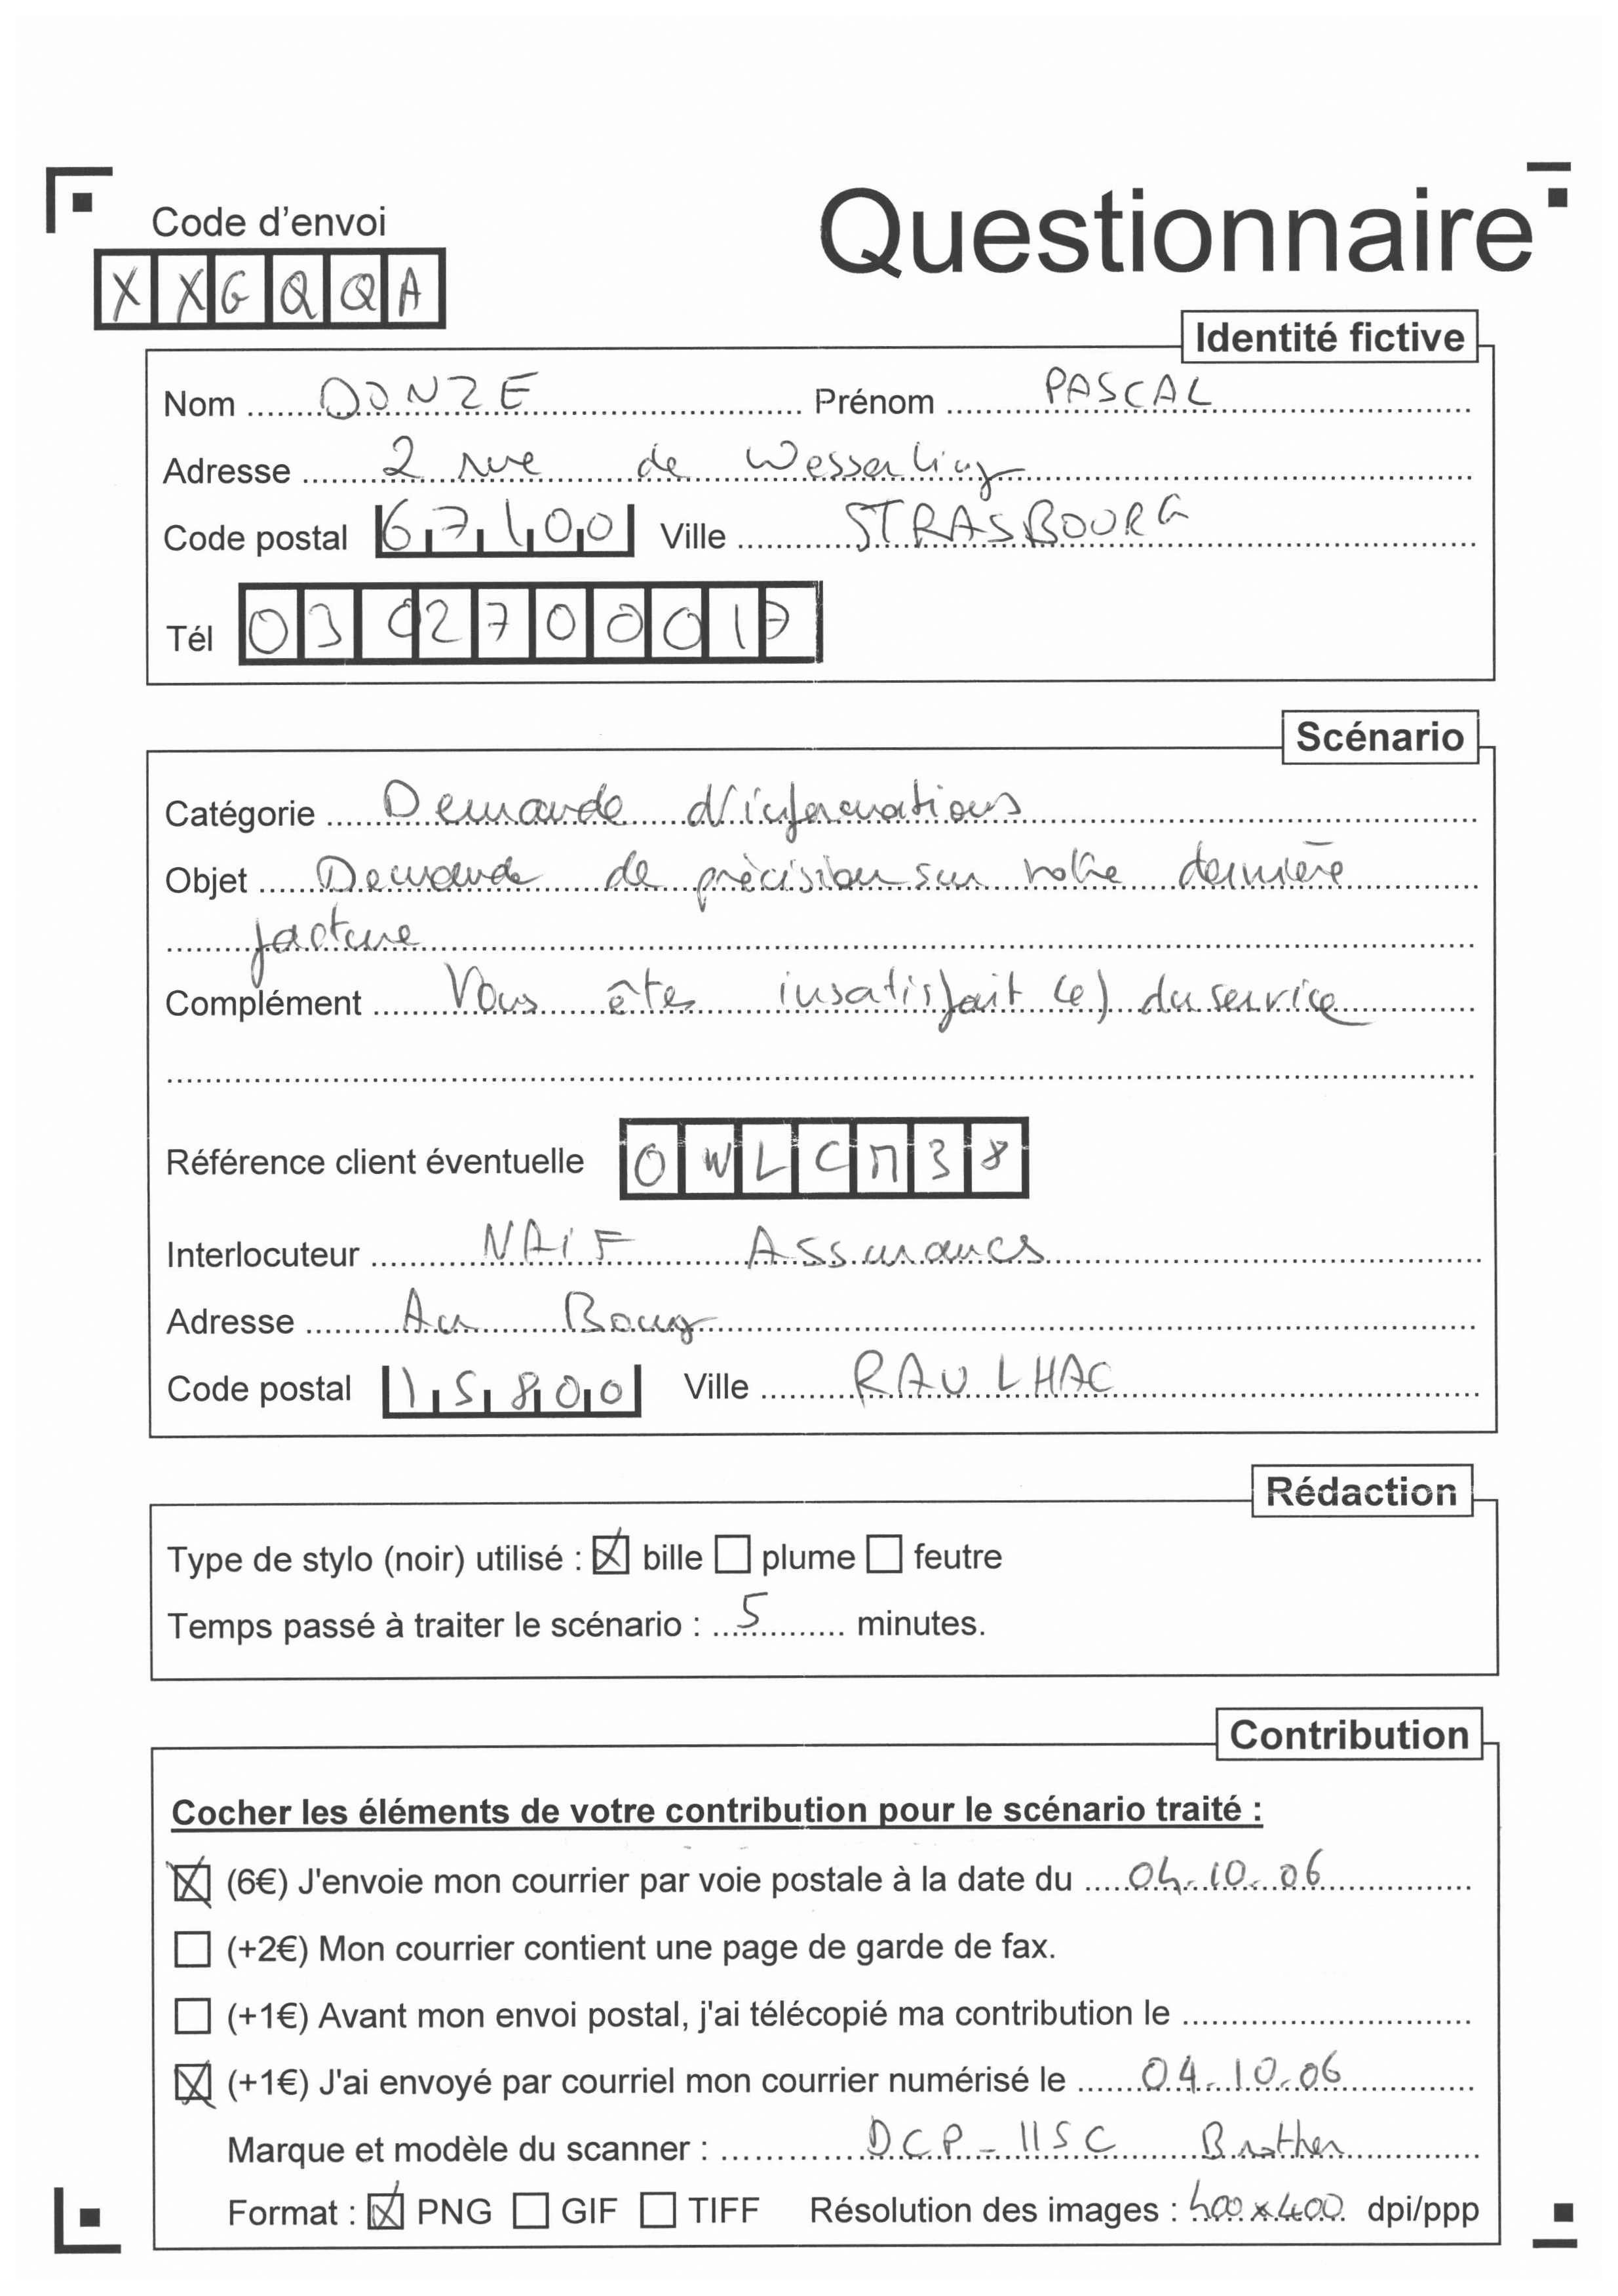 Questionnaire
Code d'envoi
XXGQQA
Identité fictive
Nom DONZE Prénom PASCAL
Adresse 2 rue de Wesserling
Code postal 67100 Ville STRASBOURG
Tél 0302700017
Scénario
Catégorie Demande d'informations
Objet Demande de précision sur votre dernière
facture
Complément Vous êtes insatisfait (e) du service
Référence client éventuelle OWLCM38
Interlocuteur NAIF Assurances
Adresse Au Bourg
Code postal 15800 Ville RAULHAC
Rédaction
Type de stylo (noir) utilisé : ☒ bille ☐ plume ☐ feutre
Temps passé à traiter le scénario : 5 minutes.
Contribution
Cocher les éléments de votre contribution pour le scénario traité :
☒ (6€) J'envoie mon courrier par voie postale à la date du 04.10.06
☐ (+2€) Mon courrier contient une page de garde de fax.
☐ (+1€) Avant mon envoi postal, j'ai télécopié ma contribution le
☒ (+1€) J'ai envoyé par courriel mon courrier numérisé le 04.10.06
Marque et modèle du scanner : DCP-115C Brother
Format : ☒ PNG ☐ GIF ☐ TIFF Résolution des images : 400x400 dpi/ppp